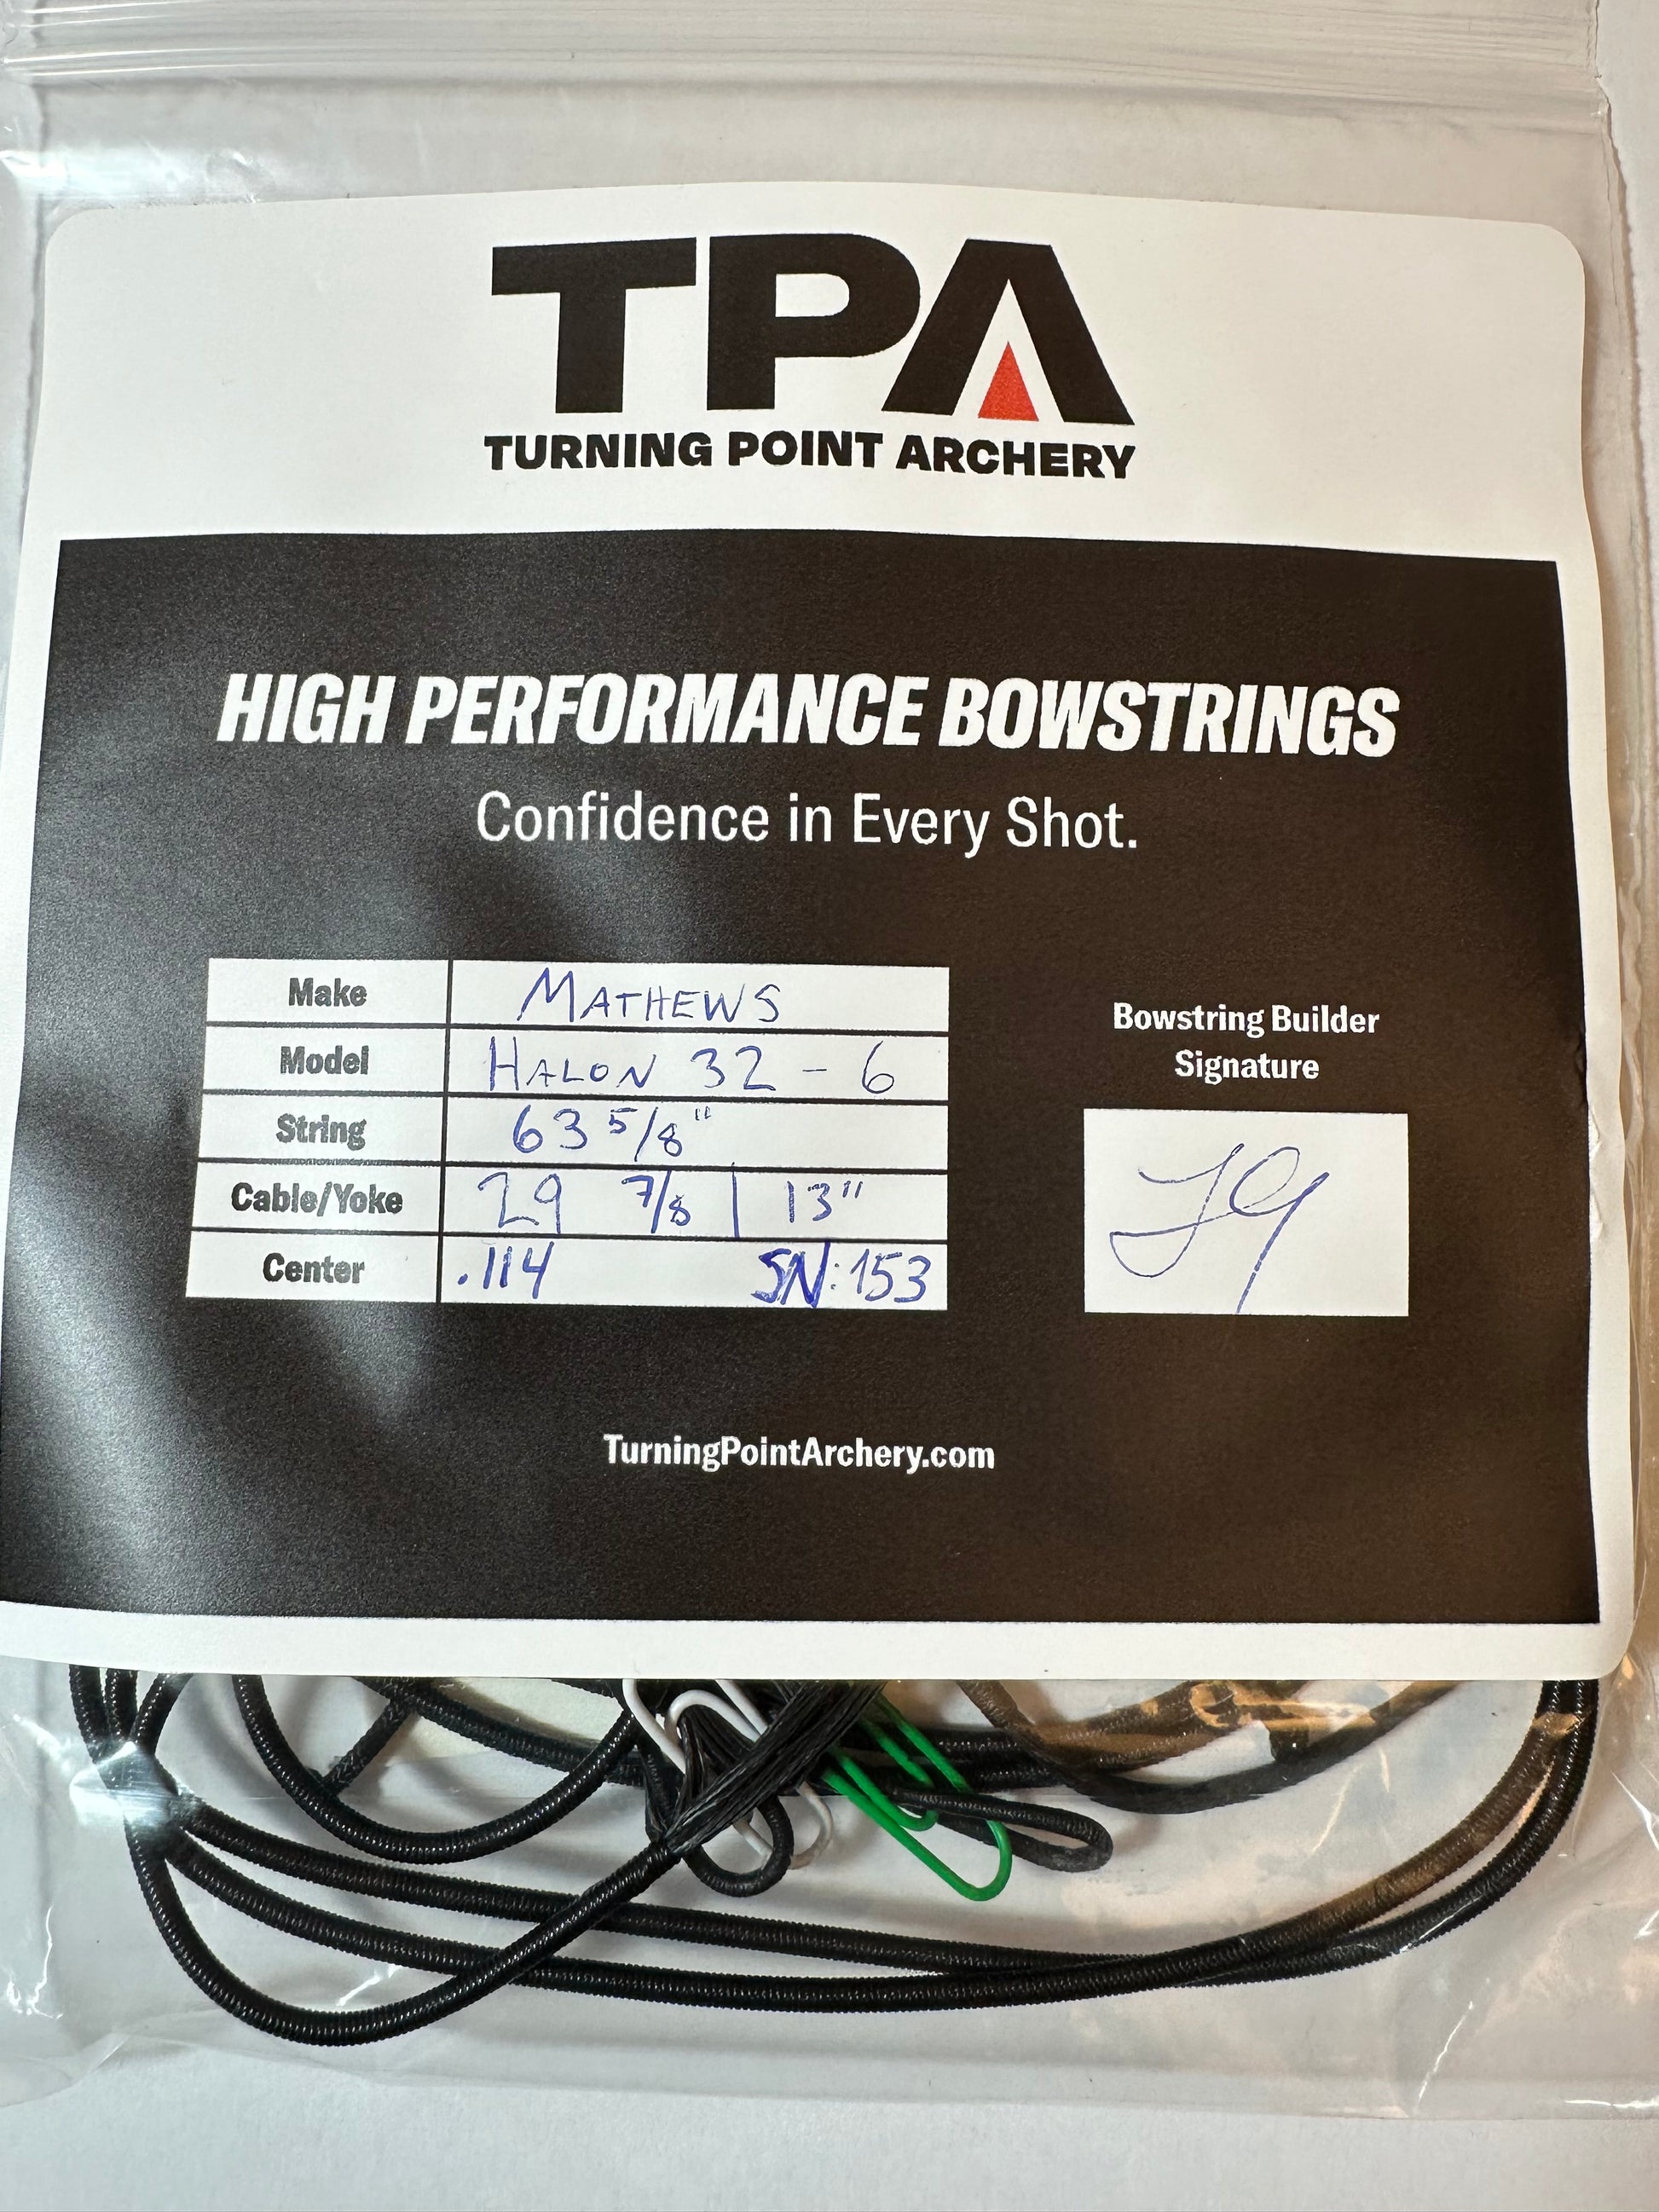 TPA
TURNING POINT ARCHERY
HIGH PERFORMANCE BOWSTRINGS
Confidence in Every Shot.
Make MATHEWS
Model HALON 32 - 6
String 63 5/8"
Cable/Yoke 29 7/8 | 13"
Center .114 SN: 153
Bowstring Builder
Signature
TurningPointArchery.com